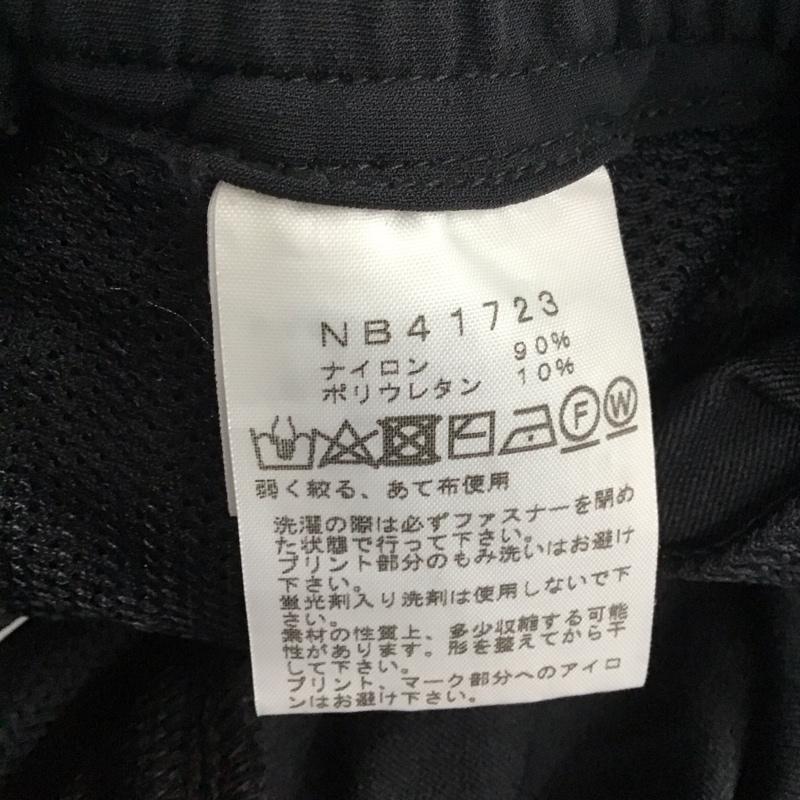 NB41723
ナイロン 90%
ポリウレタン 10%
F W
弱く絞る、あて布使用
洗濯の際は必ずファスナーを閉め
た状態で行って下さい。
プリント部分のもみ洗いはお避け
下さい。
蛍光剤入り洗剤は使用しないで下
さい。
素材の性質上、多少収縮する可能
性があります。形を整えてから干
して下さい。
プリント、マーク部分へのアイロ
ンはお避け下さい。